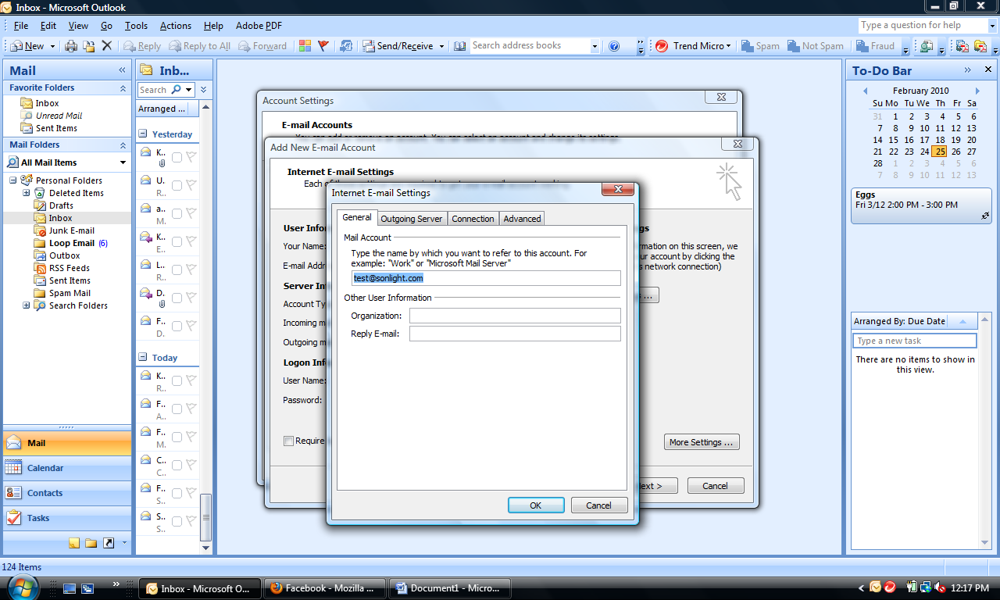 Inbox - Microsoft Outlook
File Edit View Go Tools Actions Help Adobe PDF
Type a question for help
New Reply Reply to All Forward Send/Receive Search address books Trend Micro Spam Not Spam Fraud
Mail
Favorite Folders
Inbox
Unread Mail
Sent Items
Mail Folders
All Mail Items
Personal Folders
Deleted Items
Drafts
Inbox
Junk E-mail
Loop Email (6)
Outbox
RSS Feeds
Sent Items
Spam Mail
Search Folders
Mail
Calendar
Contacts
Tasks
Inb...
Search
Arranged ...
Yesterday
K..
U..
R..
a..
M..
K..
E..
L..
R..
D..
F..
D..
Today
K..
R..
F..
A..
F..
M..
C..
C..
F..
S..
S..
S..
Account Settings
E-mail Accounts
You can add or remove an account. You can select an account and change its settings.
Add New E-mail Account
Internet E-mail Settings
Each of
User Info
Your Name:
E-mail Addr
Server In
Account Ty
Incoming m
Outgoing m
Logon Inf
User Name:
Password:
Require
gs
rmation on this screen, we
ur account by clicking the
s network connection)
...
More Settings ...
ext >
Cancel
Internet E-mail Settings
General Outgoing Server Connection Advanced
Mail Account
Type the name by which you want to refer to this account. For
example: "Work" or "Microsoft Mail Server"
test@sonlight.com
Other User Information
Organization:
Reply E-mail:
OK Cancel
To-Do Bar
February 2010
Su Mo Tu We Th Fr Sa
31 1 2 3 4 5 6
7 8 9 10 11 12 13
14 15 16 17 18 19 20
21 22 23 24 25 26 27
28 1 2 3 4 5 6
7 8 9 10 11 12 13
Eggs
Fri 3/12 2:00 PM - 3:00 PM
Arranged By: Due Date
Type a new task
There are no items to show in
this view.
124 Items
Inbox - Microsoft O... Facebook - Mozilla ... Document1 - Micro... 12:17 PM